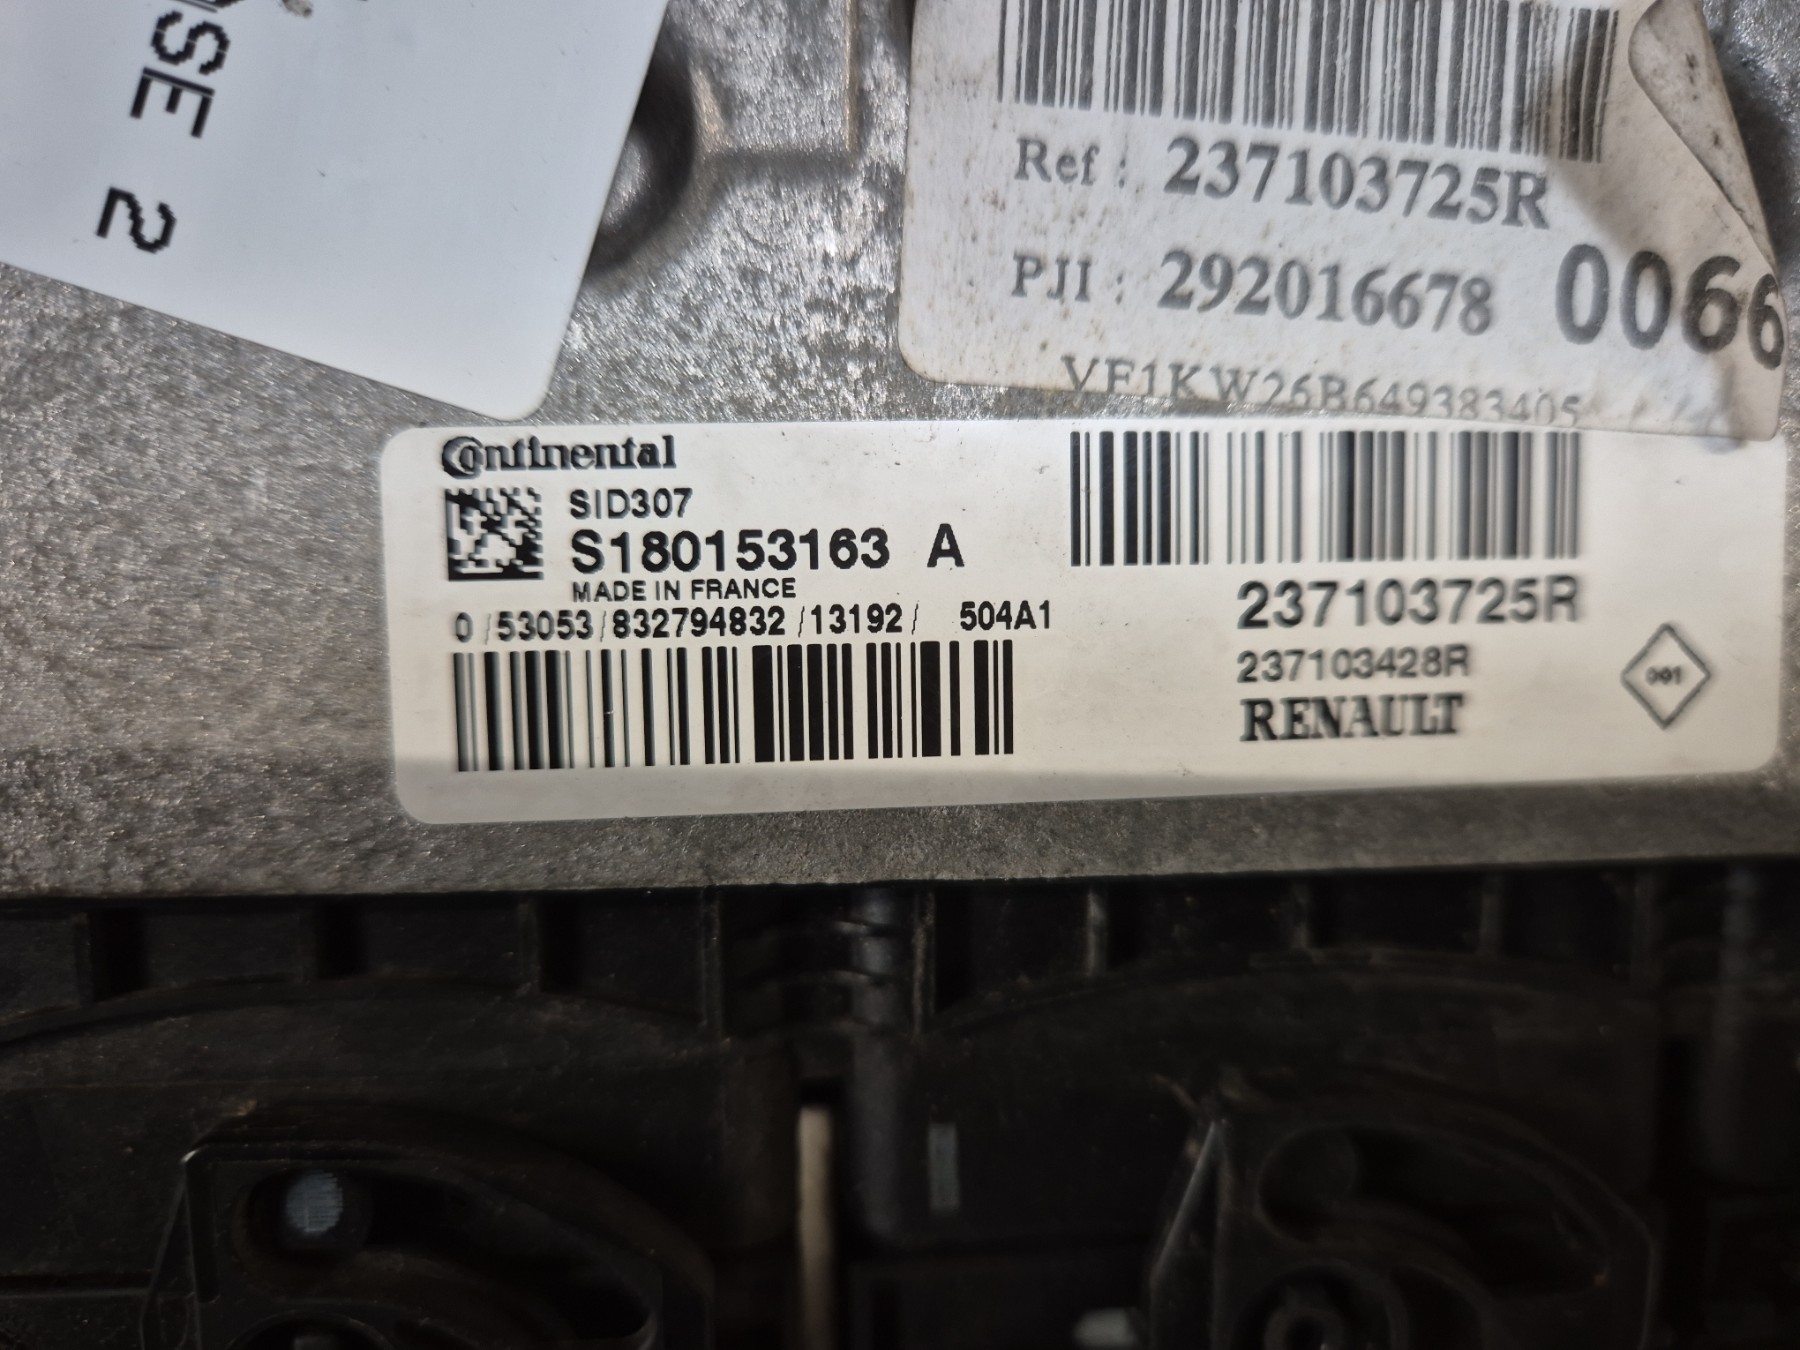 SE 2
Ref : 237103725R
PJI : 292016678 0066
VF1KW26B649383405
Continental
SID307
S180153163 A
MADE IN FRANCE
0/53053/832794832/13192/ 504A1
237103725R
237103428R
RENAULT
001